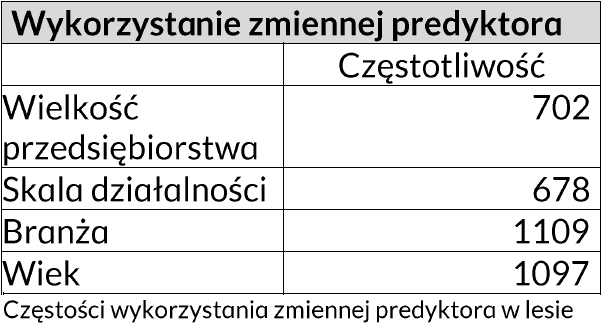 Wykorzystanie zmiennej predyktora
Częstotliwość
Wielkość 702
przedsiębiorstwa
Skala działalności 678
Branża 1109
Wiek 1097
Częstości wykorzystania zmiennej predyktora w lesie